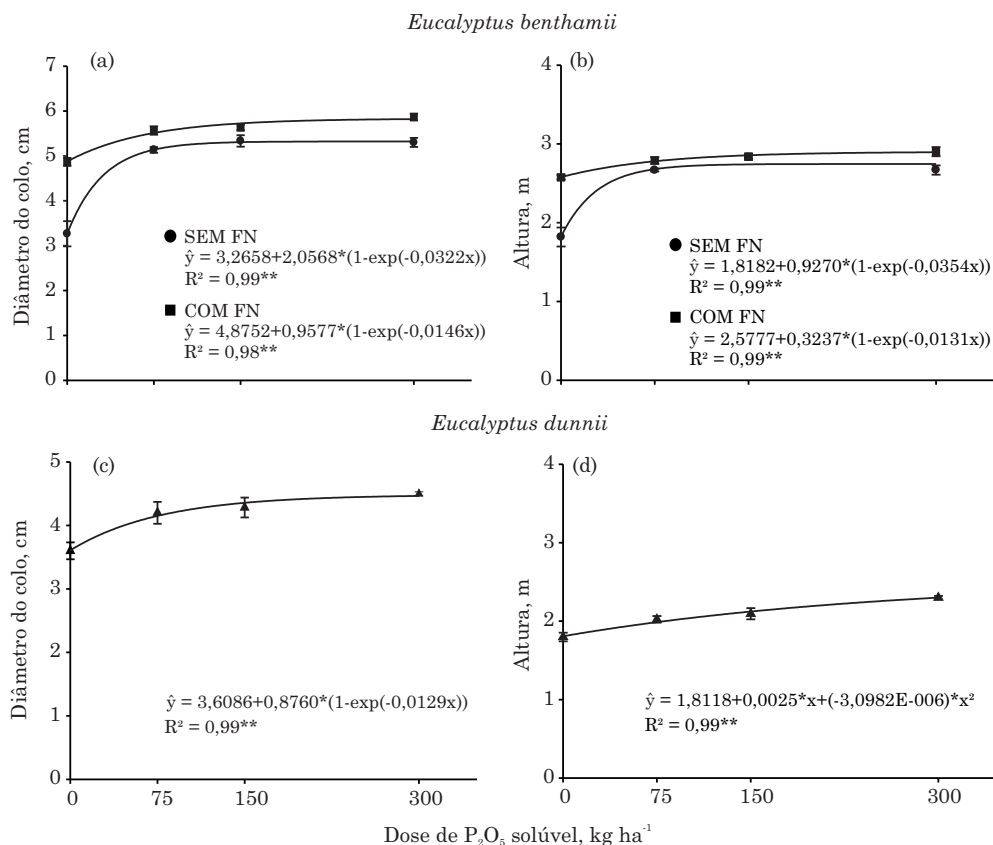 Eucalyptus benthamii
(a)
Diâmetro do colo, cm
7
6
5
4
3
2
1
0
SEM FN
ŷ = 3,2658+2,0568*(1-exp(-0,0322x))
R² = 0,99**
COM FN
ŷ = 4,8752+0,9577*(1-exp(-0,0146x))
R² = 0,98**
(b)
Altura, m
4
3
2
1
0
SEM FN
ŷ = 1,8182+0,9270*(1-exp(-0,0354x))
R² = 0,99**
COM FN
ŷ = 2,5777+0,3237*(1-exp(-0,0131x))
R² = 0,99**
Eucalyptus dunnii
(c)
Diâmetro do colo, cm
5
4
3
2
1
0
ŷ = 3,6086+0,8760*(1-exp(-0,0129x))
R² = 0,99**
0 75 150 300
(d)
Altura, m
4
3
2
1
0
ŷ = 1,8118+0,0025*x+(-3,0982E-006)*x²
R² = 0,99**
0 75 150 300
Dose de P₂O₅ solúvel, kg ha⁻¹